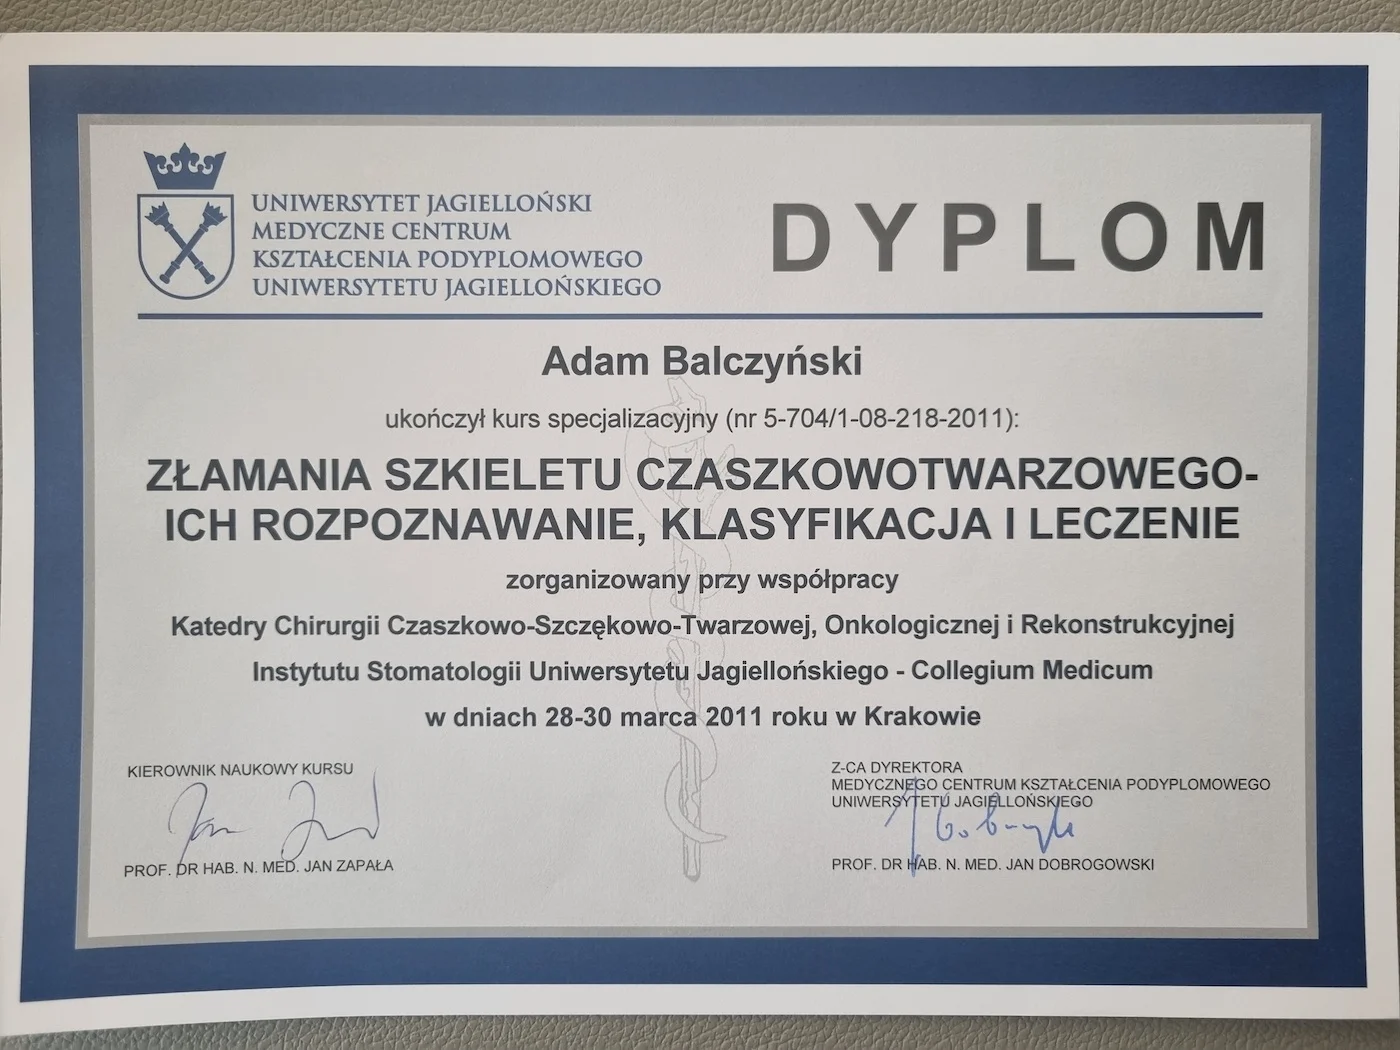 UNIWERSYTET JAGIELLOŃSKI
MEDYCZNE CENTRUM
KSZTAŁCENIA PODYPLOMOWEGO
UNIWERSYTETU JAGIELLOŃSKIEGO
DYPLOM
Adam Balczyński
ukończył kurs specjalizacyjny (nr 5-704/1-08-218-2011):
ZŁAMANIA SZKIELETU CZASZKOWOTWARZOWEGO-
ICH ROZPOZNAWANIE, KLASYFIKACJA I LECZENIE
zorganizowany przy współpracy
Katedry Chirurgii Czaszkowo-Szczękowo-Twarzowej, Onkologicznej i Rekonstrukcyjnej
Instytutu Stomatologii Uniwersytetu Jagiellońskiego - Collegium Medicum
w dniach 28-30 marca 2011 roku w Krakowie
KIEROWNIK NAUKOWY KURSU
PROF. DR HAB. N. MED. JAN ZAPAŁA
Z-CA DYREKTORA
MEDYCZNEGO CENTRUM KSZTAŁCENIA PODYPLOMOWEGO
UNIWERSYTETU JAGIELLOŃSKIEGO
PROF. DR HAB. N. MED. JAN DOBROGOWSKI